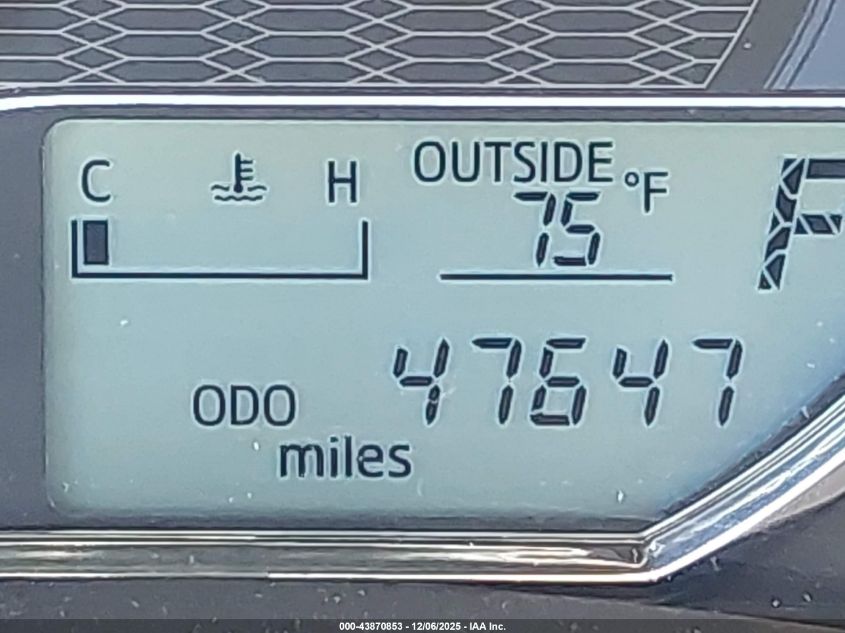 C H OUTSIDE °F
75
47647
ODO
miles
000-43870853 - 12/06/2025 - IAA Inc.